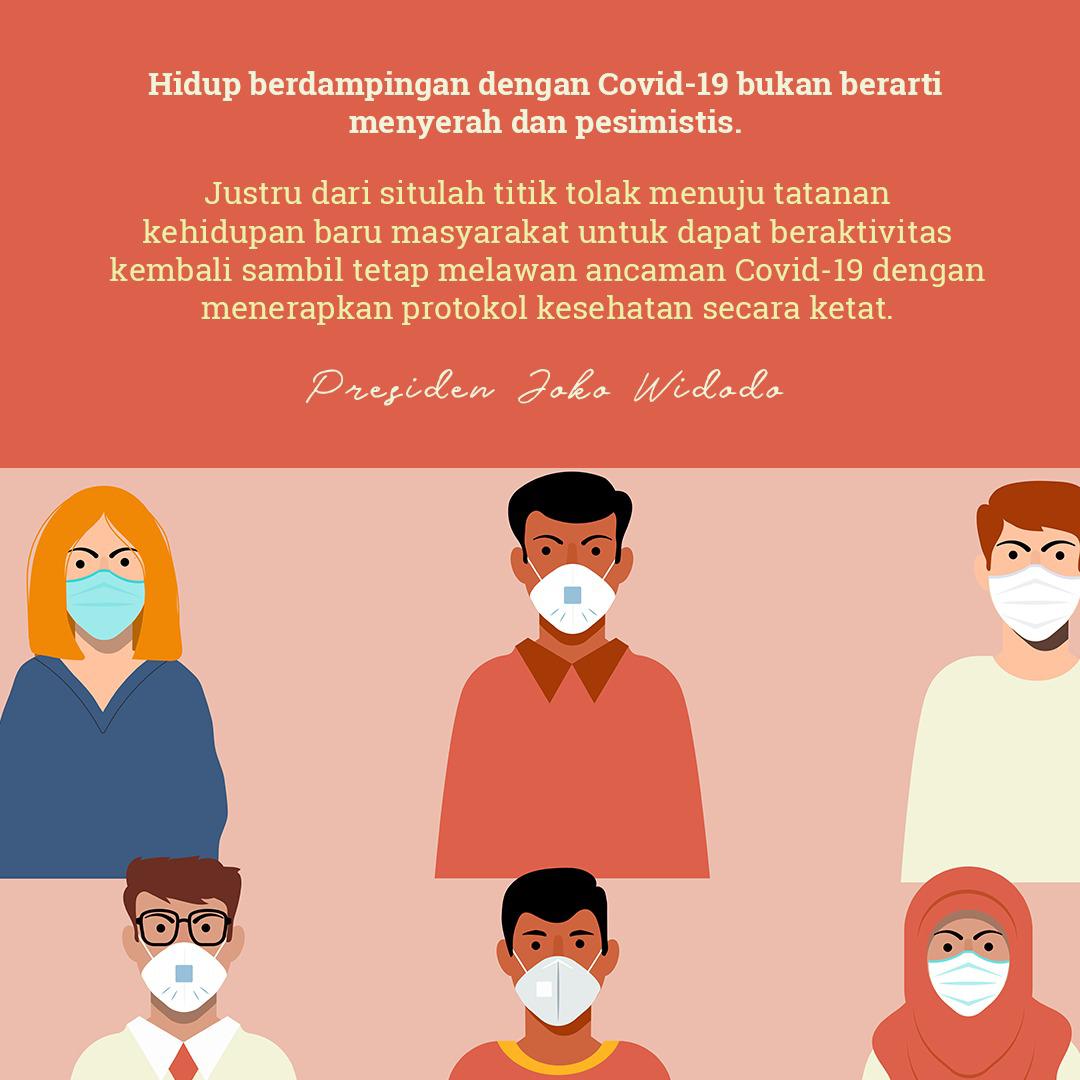 Hidup berdampingan dengan Covid-19 bukan berarti
menyerah dan pesimistis.
Justru dari situlah titik tolak menuju tatanan
kehidupan baru masyarakat untuk dapat beraktivitas
kembali sambil tetap melawan ancaman Covid-19 dengan
menerapkan protokol kesehatan secara ketat.
Presiden Joko Widodo